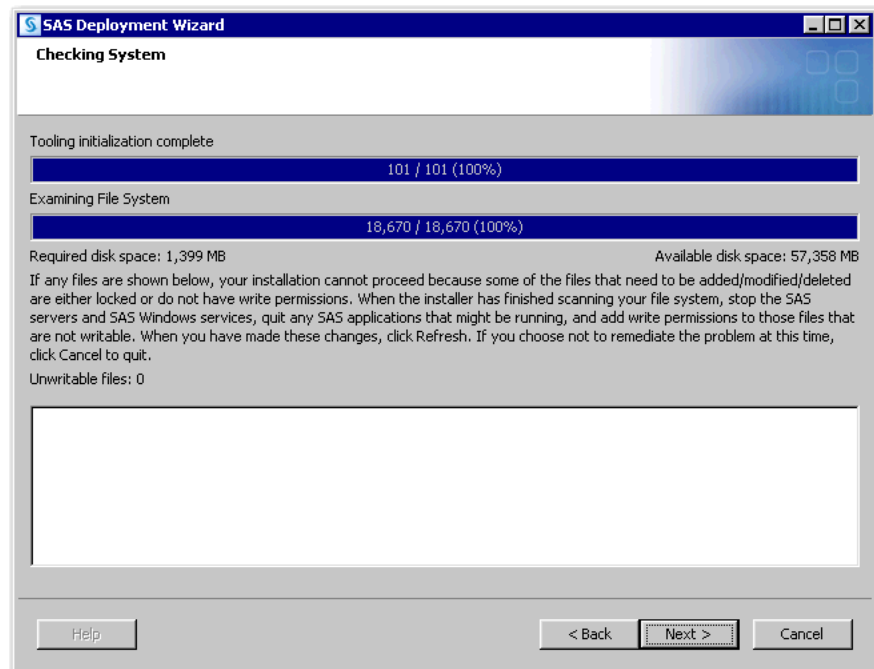 SAS Deployment Wizard
Checking System
Tooling initialization complete
101 / 101 (100%)
Examining File System
18,670 / 18,670 (100%)
Required disk space: 1,399 MB
Available disk space: 57,358 MB
If any files are shown below, your installation cannot proceed because some of the files that need to be added/modified/deleted
are either locked or do not have write permissions. When the installer has finished scanning your file system, stop the SAS
servers and SAS Windows services, quit any SAS applications that might be running, and add write permissions to those files that
are not writable. When you have made these changes, click Refresh. If you choose not to remediate the problem at this time,
click Cancel to quit.
Unwritable files: 0
Help
< Back
Next >
Cancel